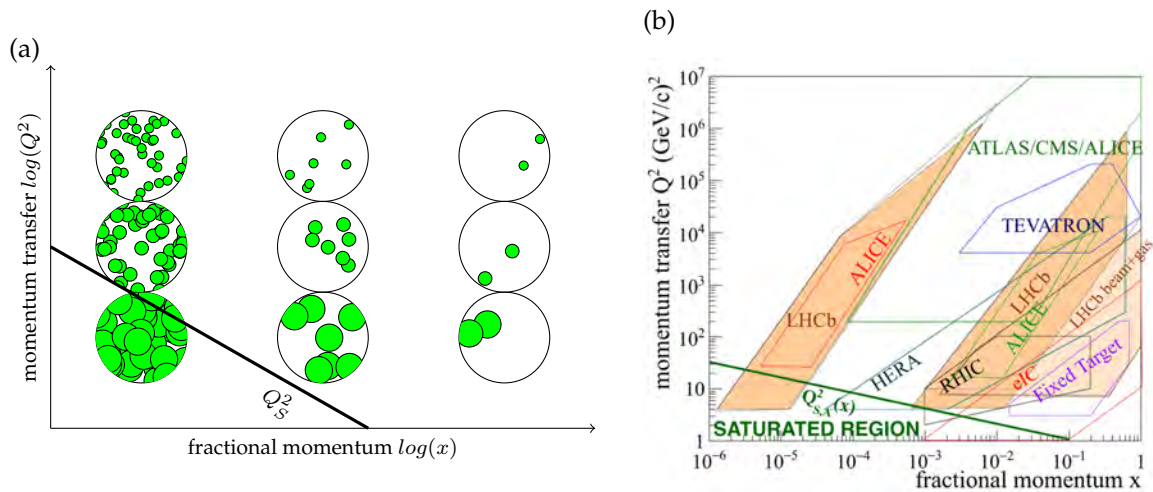 (a)
momentum transfer log(Q²)
Q_S²
fractional momentum log(x)
(b)
momentum transfer Q² (GeV/c)²
10⁷
10⁶
10⁵
10⁴
10³
10²
10
1
ATLAS/CMS/ALICE
TEVATRON
ALICE
LHCb
HERA
RHIC
LHCb
ALICE
eIC
LHCb beam+gas
Fixed Target
Q²_{S,A}(x)
SATURATED REGION
10⁻⁶
10⁻⁵
10⁻⁴
10⁻³
10⁻²
10⁻¹
1
fractional momentum x